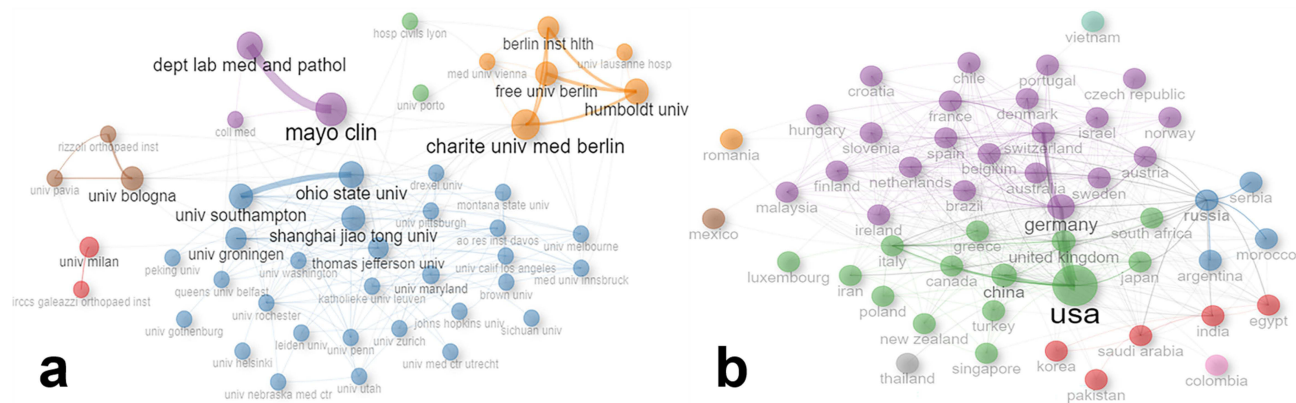 hosp civils lyon
berlin inst hlth
univ lausanne hosp
dept lab med and pathol
med univ vienna
free univ berlin
univ porto
humboldt univ
coll med
mayo clin
charite univ med berlin
rizzoli orthopaed inst
univ pavia
univ bologna
ohio state univ
drexel univ
montana state univ
univ southampton
univ pittsburgh
shanghai jiao tong univ
ao res inst davos
univ melbourne
univ groningen
thomas jefferson univ
univ milan
peking univ
univ washington
univ calif los angeles
queens univ belfast
katholieke univ leuven
univ maryland
brown univ
med univ innsbruck
irccs galeazzi orthopaed inst
univ rochester
johns hopkins univ
sichuan univ
univ gothenburg
leiden univ
univ penn
univ zurich
univ helsinki
univ med ctr utrecht
univ nebraska med ctr
univ utah
a
vietnam
chile
portugal
croatia
czech republic
france
denmark
hungary
israel
norway
slovenia
spain
switzerland
romania
belgium
austria
finland
netherlands
australia
sweden
malaysia
brazil
serbia
mexico
ireland
germany
russia
greece
south africa
italy
united kingdom
morocco
luxembourg
iran
canada
china
japan
argentina
poland
usa
turkey
new zealand
india
egypt
saudi arabia
thailand
singapore
korea
colombia
pakistan
b